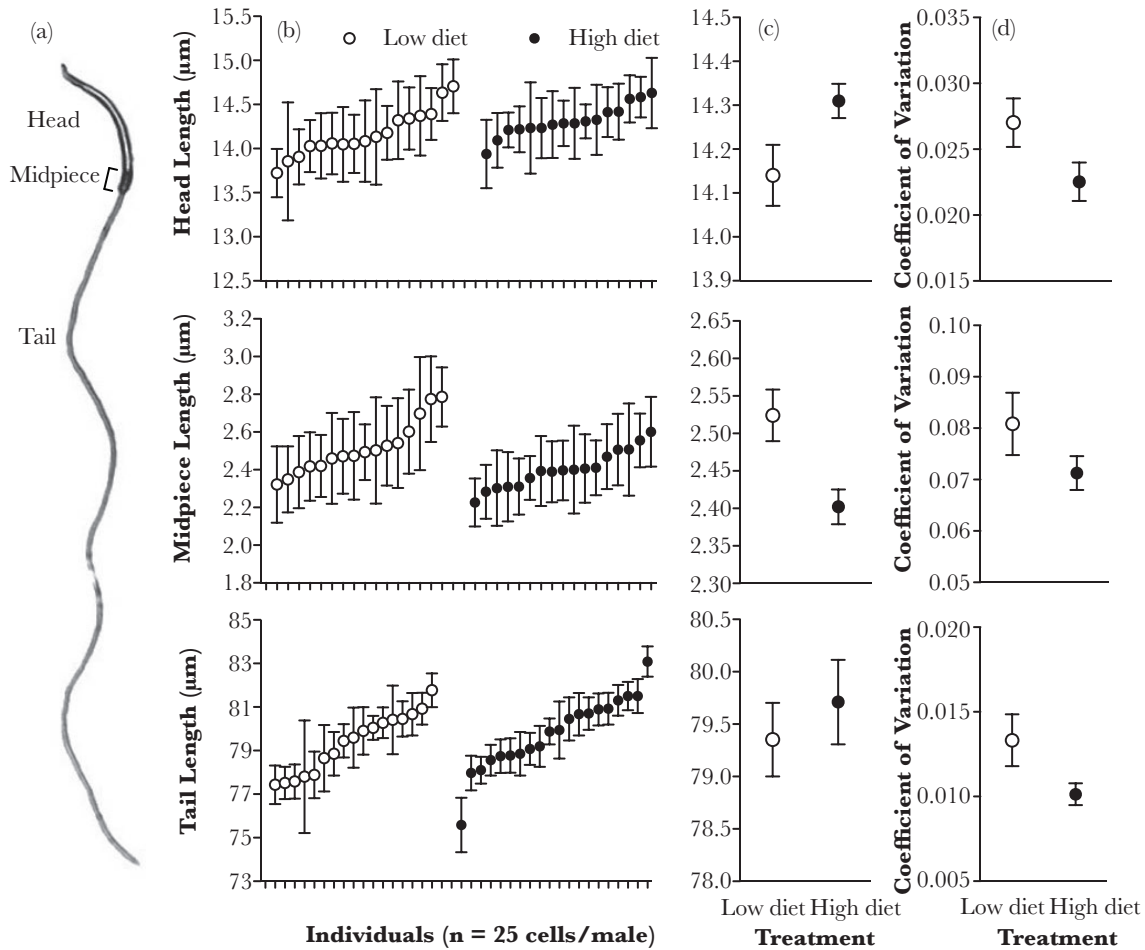 (a)
Head
Midpiece
Tail
(b)
Low diet
High diet
Head Length (µm)
15.5
15.0
14.5
14.0
13.5
13.0
12.5
(c)
14.5
14.4
14.3
14.2
14.1
14.0
13.9
(d)
Coefficient of Variation
0.035
0.030
0.025
0.020
0.015
Midpiece Length (µm)
3.2
3.0
2.8
2.6
2.4
2.2
2.0
1.8
2.65
2.60
2.55
2.50
2.45
2.40
2.35
2.30
Coefficient of Variation
0.10
0.09
0.08
0.07
0.06
0.05
Tail Length (µm)
85
83
81
79
77
75
73
80.5
80.0
79.5
79.0
78.5
78.0
Coefficient of Variation
0.020
0.015
0.010
0.005
Individuals (n = 25 cells/male)
Low diet High diet
Treatment
Low diet High diet
Treatment